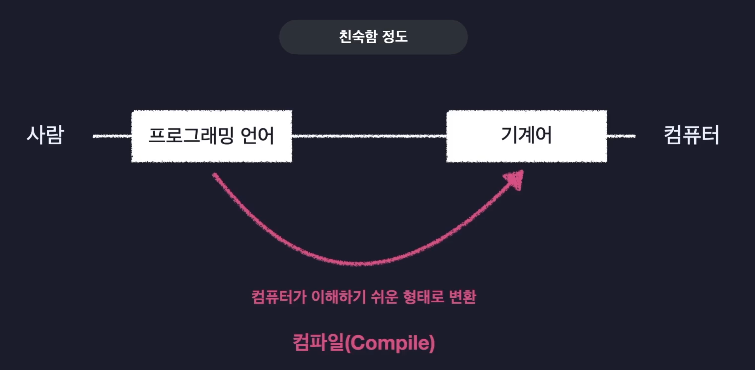 친숙함 정도
사람
프로그래밍 언어
기계어
컴퓨터
컴퓨터가 이해하기 쉬운 형태로 변환
컴파일(Compile)